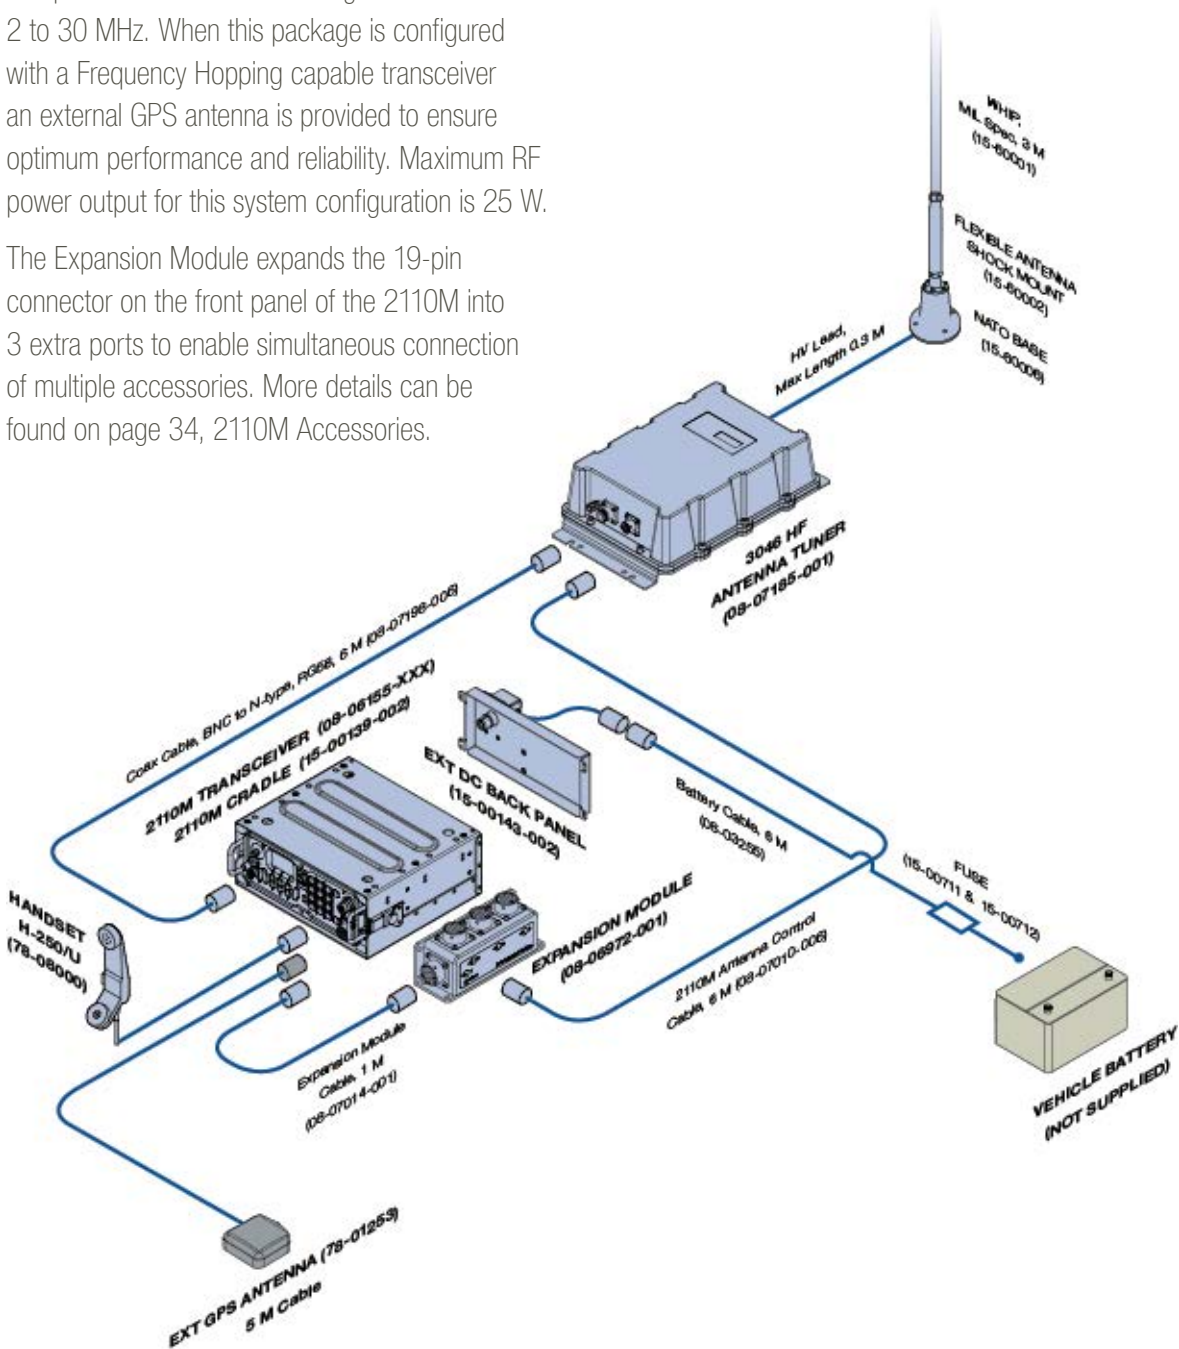 2 to 30 MHz. When this package is configured
with a Frequency Hopping capable transceiver
an external GPS antenna is provided to ensure
optimum performance and reliability. Maximum RF
power output for this system configuration is 25 W.
The Expansion Module expands the 19-pin
connector on the front panel of the 2110M into
3 extra ports to enable simultaneous connection
of multiple accessories. More details can be
found on page 34, 2110M Accessories.
WHIP,
MIL Spec, 3 M
(15-60001)
FLEXIBLE ANTENNA
SHOCK MOUNT
(15-60002)
NATO BASE
(15-60006)
HV Lead,
Max Length 0.3 M
3046 HF
ANTENNA TUNER
(08-07185-001)
Coax Cable, BNC to N-type, RG58, 6 M (08-07196-006)
2110M TRANSCEIVER (08-06155-XXX)
2110M CRADLE (15-00139-002)
EXT DC BACK PANEL
(15-00143-002)
Battery Cable, 6 M
(08-03255)
FUSE
(15-00711 & 15-00712)
HANDSET
H-250/U
(78-08000)
EXPANSION MODULE
(08-06972-001)
2110M Antenna Control
Cable, 6 M (08-07010-006)
Expansion Module
Cable, 1 M
(08-07014-001)
VEHICLE BATTERY
(NOT SUPPLIED)
EXT GPS ANTENNA (78-01253)
5 M Cable